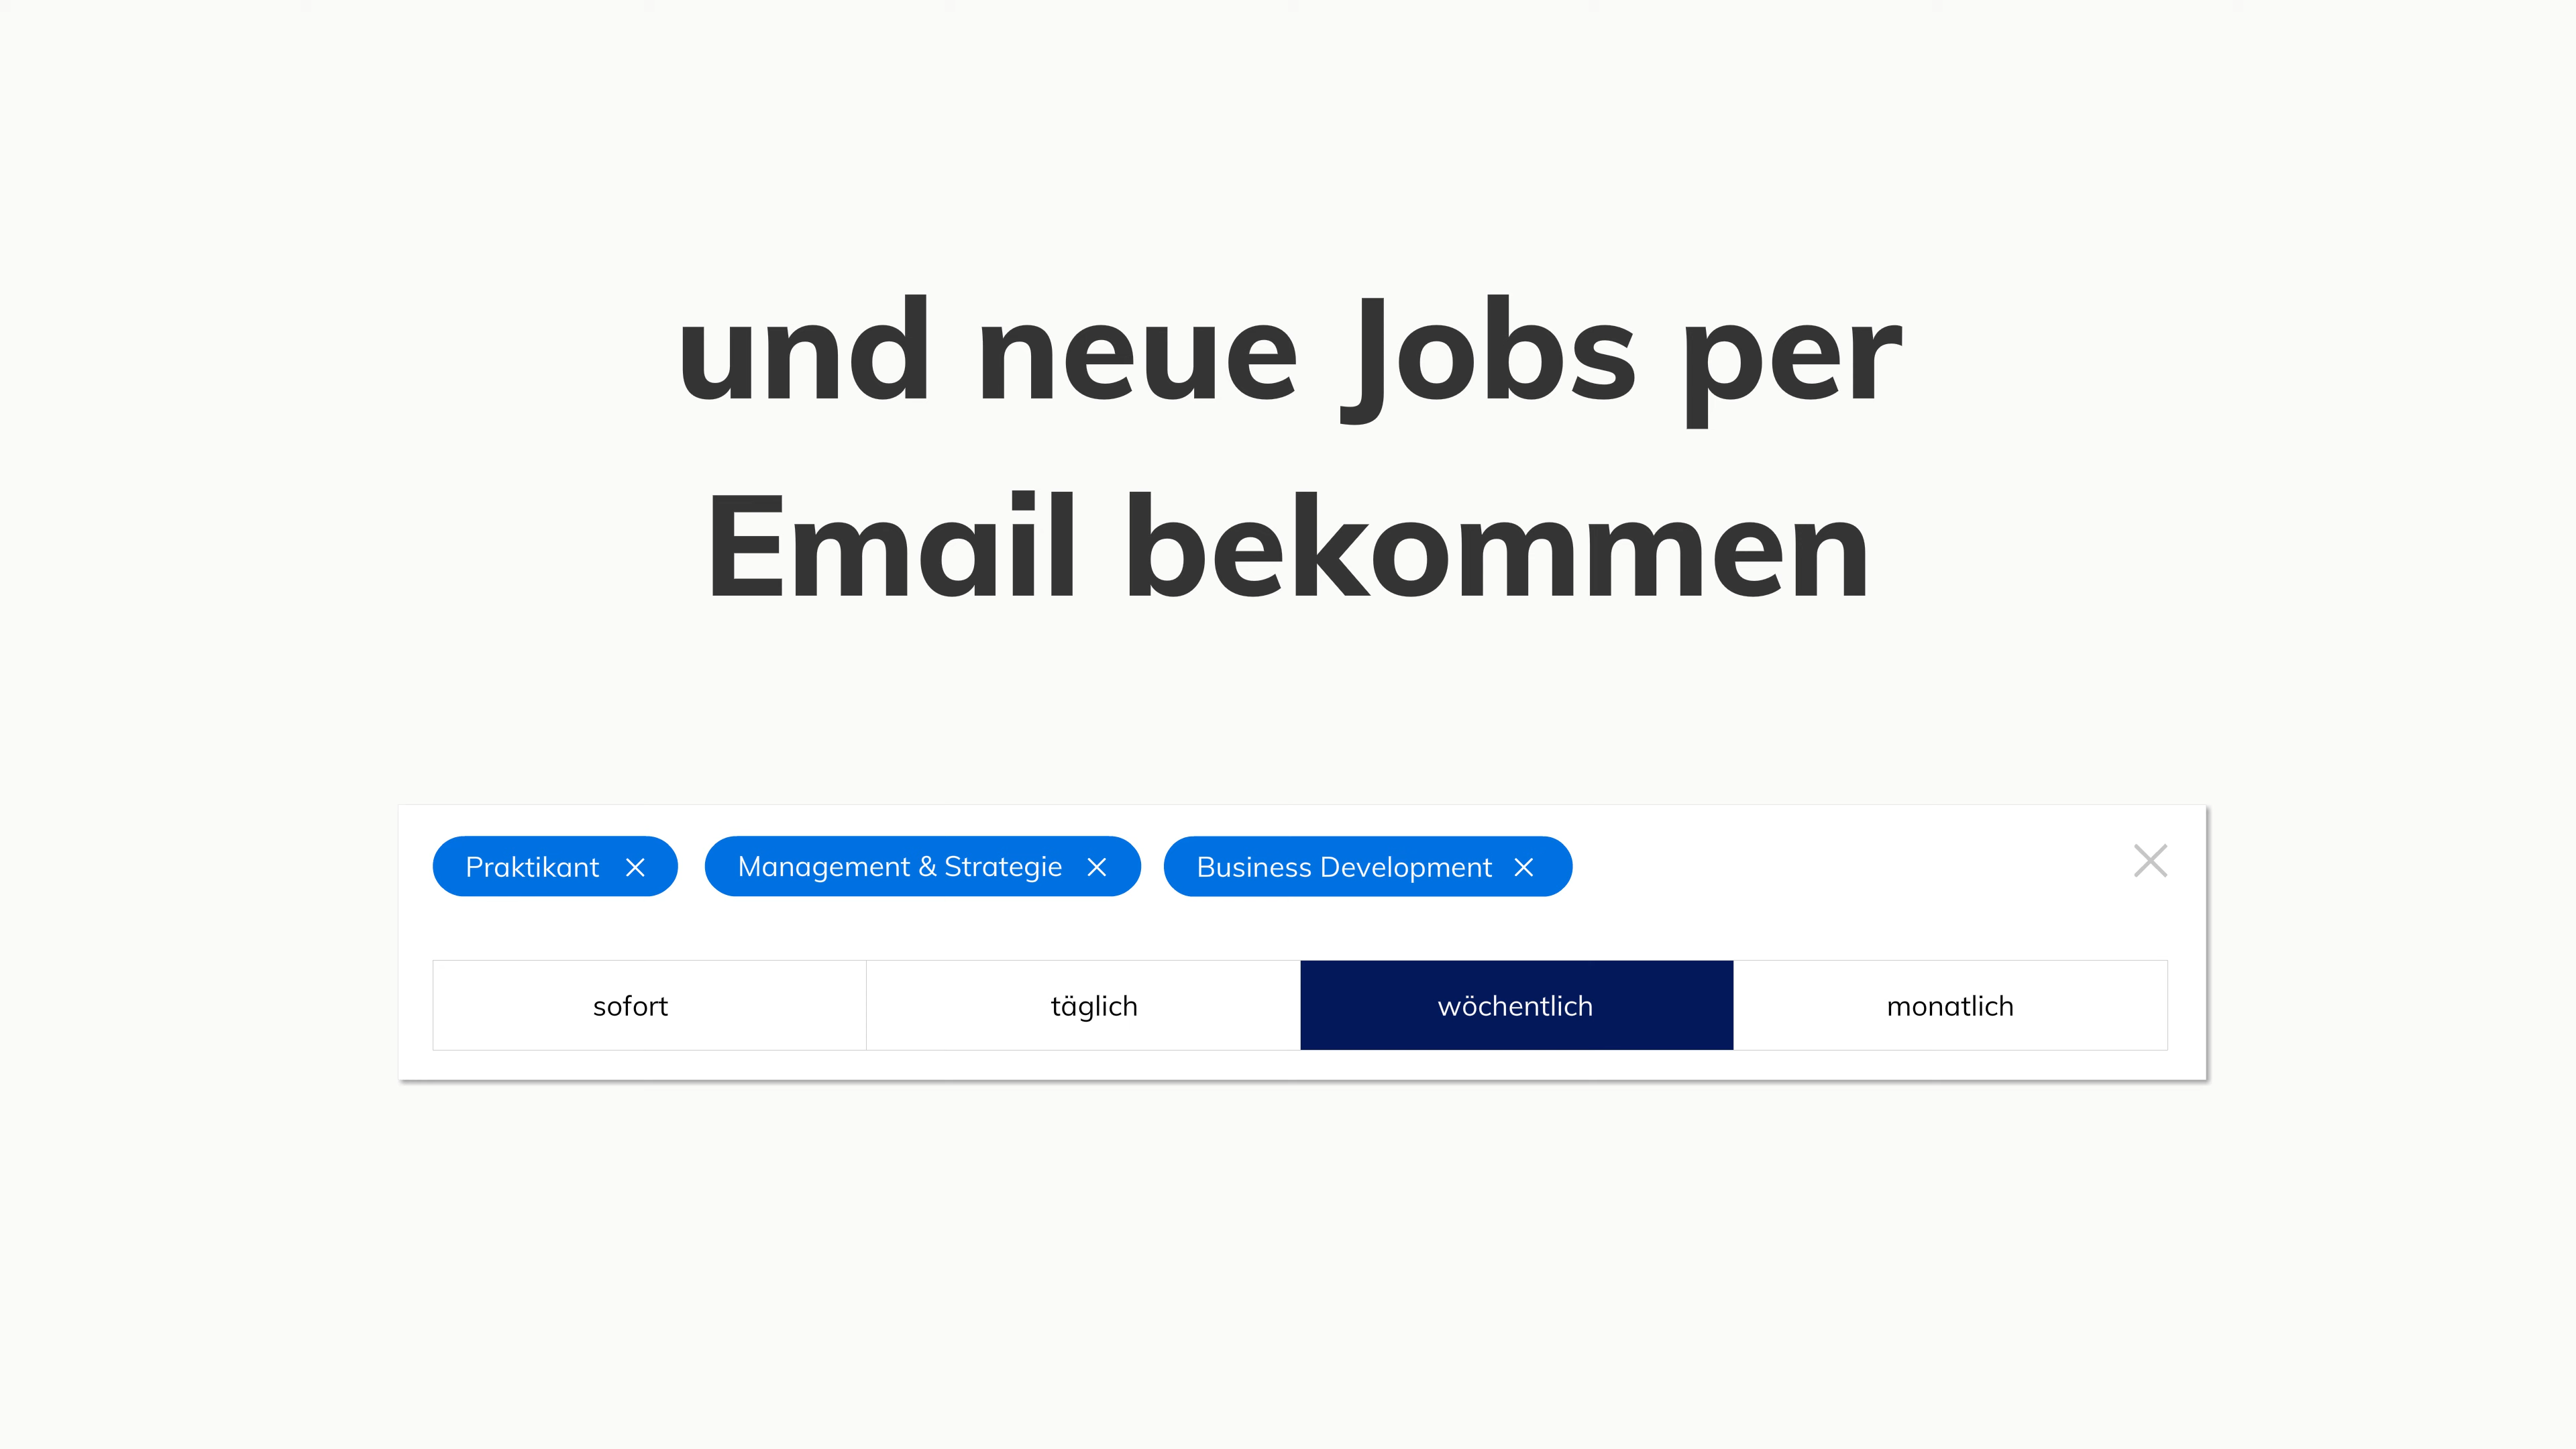 und neue Jobs per
Email bekommen
Praktikant Management & Strategie Business Development
sofort täglich wöchentlich monatlich